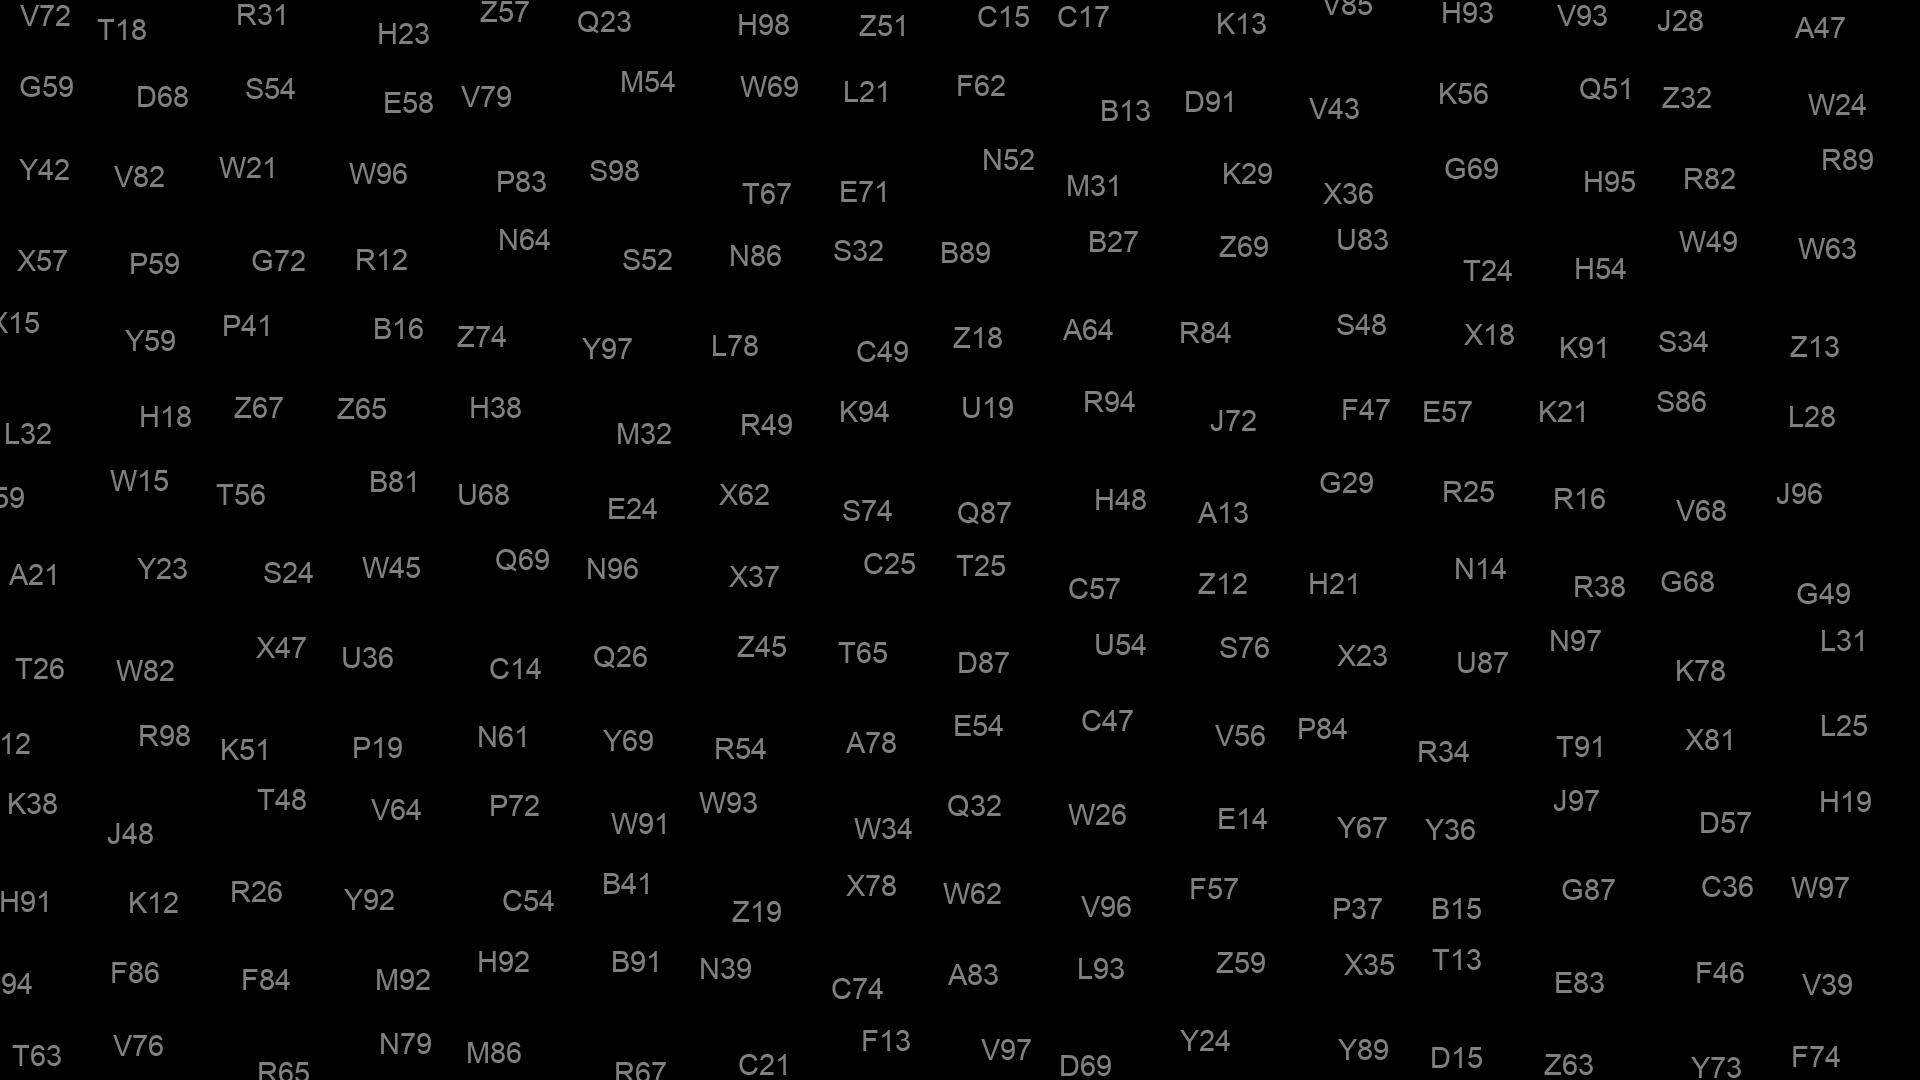 V72 T18 R31 H23 Z57 Q23 H98 Z51 C15 C17 K13 V85 H93 V93 J28 A47
G59 D68 S54 E58 V79 M54 W69 L21 F62 B13 D91 V43 K56 Q51 Z32 W24
Y42 V82 W21 W96 P83 S98 T67 E71 N52 M31 K29 X36 G69 H95 R82 R89
X57 P59 G72 R12 N64 S52 N86 S32 B89 B27 Z69 U83 T24 H54 W49 W63
X15 Y59 P41 B16 Z74 Y97 L78 C49 Z18 A64 R84 S48 X18 K91 S34 Z13
L32 H18 Z67 Z65 H38 M32 R49 K94 U19 R94 J72 F47 E57 K21 S86 L28
59 W15 T56 B81 U68 E24 X62 S74 Q87 H48 A13 G29 R25 R16 V68 J96
A21 Y23 S24 W45 Q69 N96 X37 C25 T25 C57 Z12 H21 N14 R38 G68 G49
T26 W82 X47 U36 C14 Q26 Z45 T65 D87 U54 S76 X23 U87 N97 K78 L31
12 R98 K51 P19 N61 Y69 R54 A78 E54 C47 V56 P84 R34 T91 X81 L25
K38 J48 T48 V64 P72 W91 W93 W34 Q32 W26 E14 Y67 Y36 J97 D57 H19
H91 K12 R26 Y92 C54 B41 Z19 X78 W62 V96 F57 P37 B15 G87 C36 W97
94 F86 F84 M92 H92 B91 N39 C74 A83 L93 Z59 X35 T13 E83 F46 V39
T63 V76 R65 N79 M86 R67 C21 F13 V97 D69 Y24 Y89 D15 Z63 Y73 F74